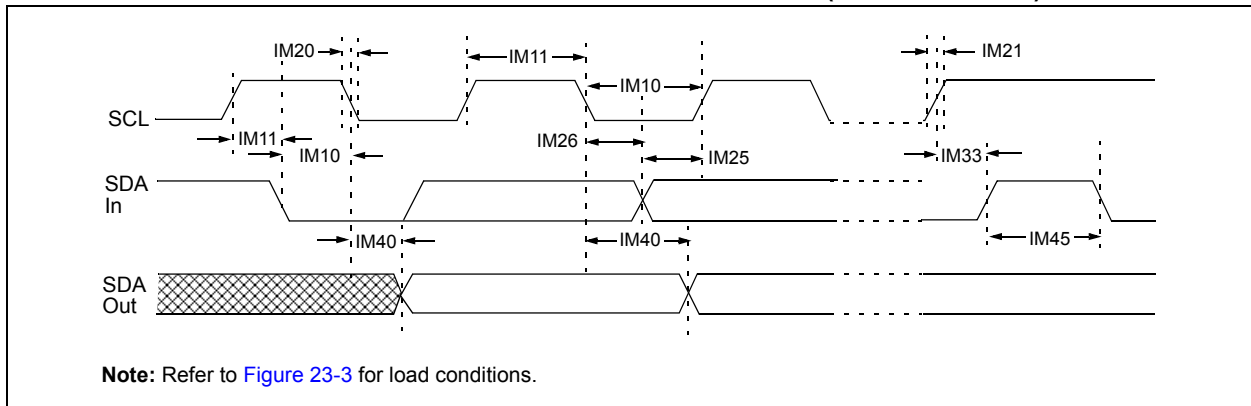 IM20
IM11
IM21
IM10
SCL
IM11
IM10
IM26
IM25
IM33
SDA
In
IM40
IM40
IM45
SDA
Out
Note: Refer to Figure 23-3 for load conditions.